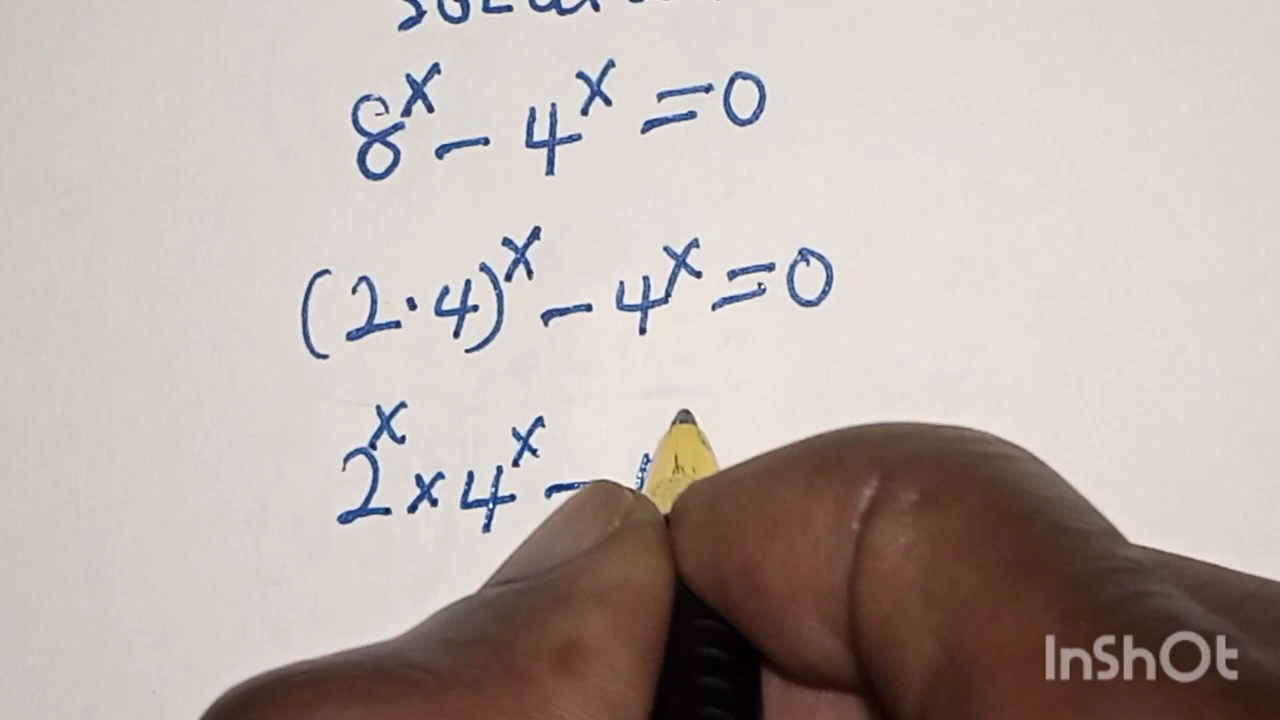 8^x - 4^x = 0
(2·4)^x - 4^x = 0
2^x × 4^x -
InShOt